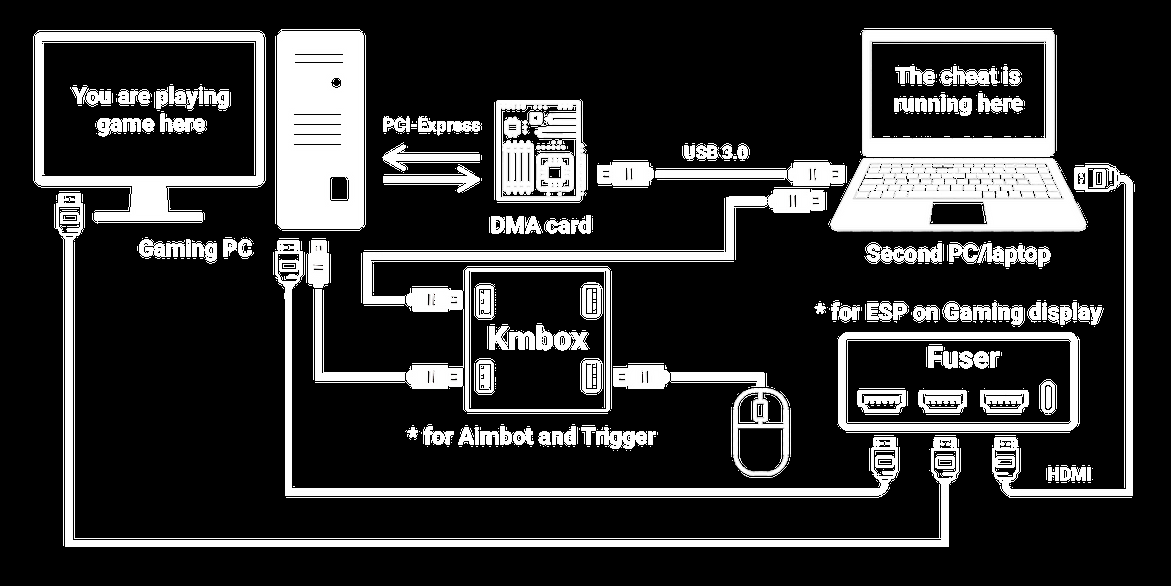 You are playing
game here
PCI-Express
The cheat is
running here
USB 3.0
DMA card
Gaming PC
Second PC/laptop
* for ESP on Gaming display
Kmbox
Fuser
* for Aimbot and Trigger
HDMI